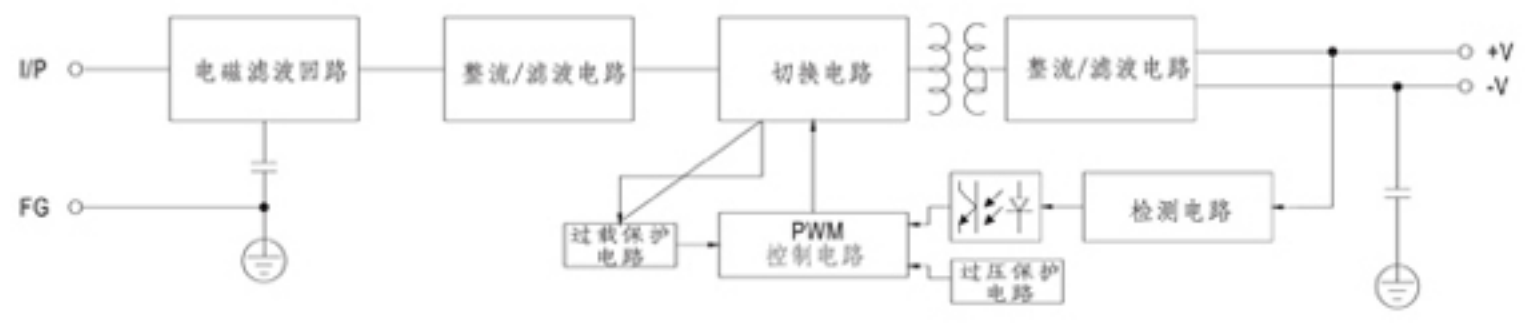 I/P
电磁滤波回路
整流/滤波电路
切换电路
整流/滤波电路
+V
-V
FG
过载保护
电路
PWM
控制电路
检测电路
过压保护
电路